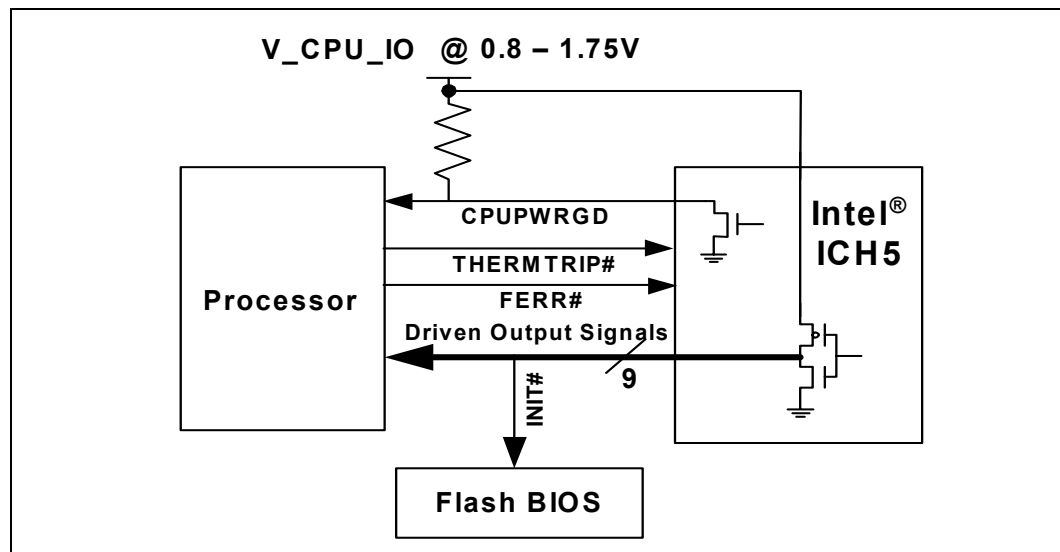 V_CPU_IO @ 0.8 – 1.75V
Processor
CPUPWRGD
THERMTRIP#
FERR#
Driven Output Signals
9
INIT#
Intel®
ICH5
Flash BIOS